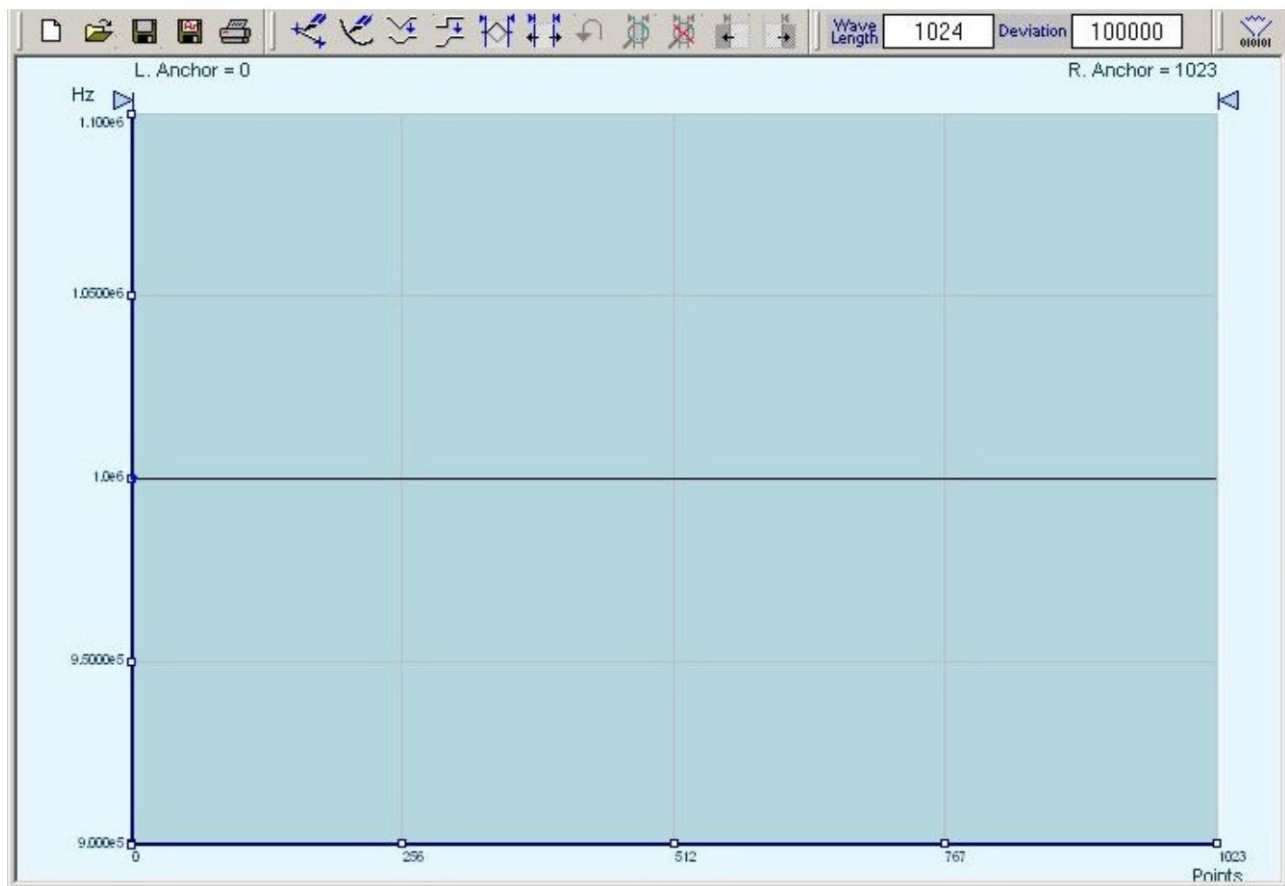 Wave Length 1024 Deviation 100000
010101
L. Anchor = 0 R. Anchor = 1023
Hz
1.100e6
1.0500e6
1.0e6
9.5000e5
9.000e5
0 256 512 767 1023
Points